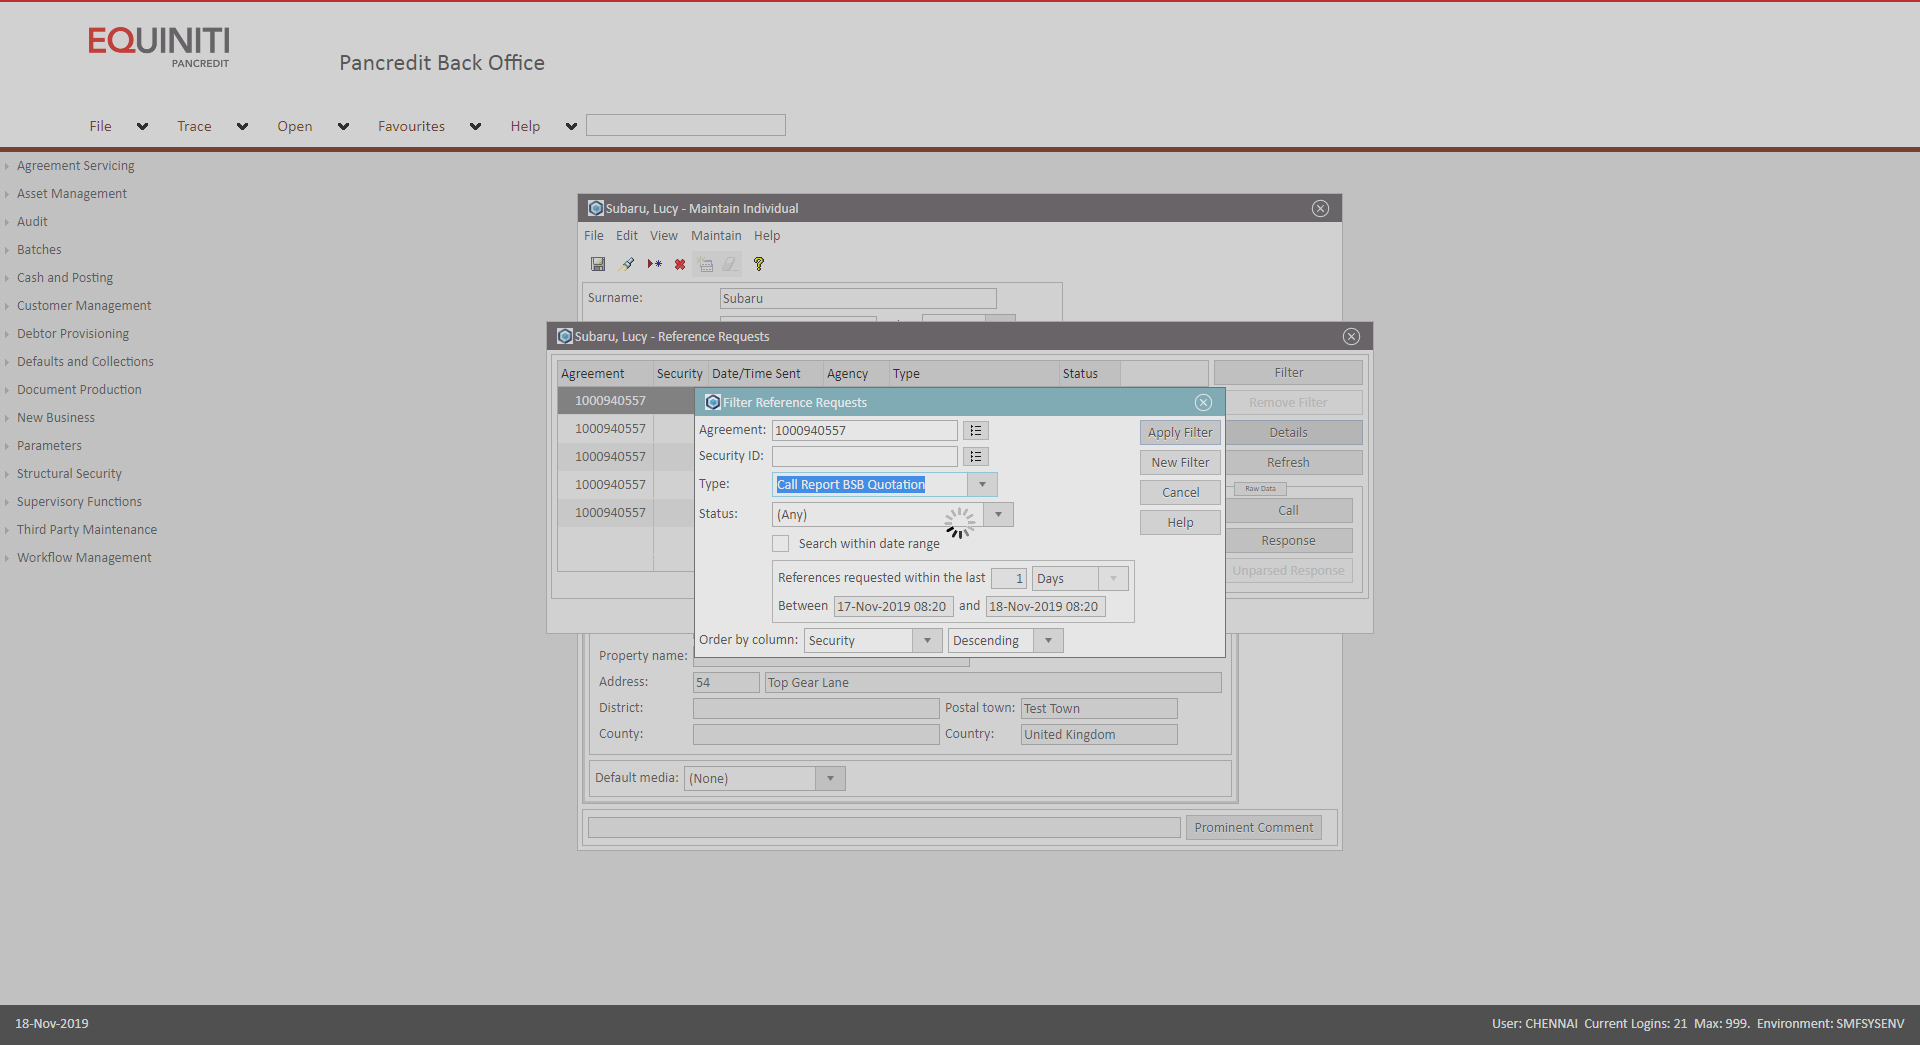 EQUINITI
PANCREDIT
Pancredit Back Office
File Trace Open Favourites Help
Agreement Servicing
Asset Management
Audit
Batches
Cash and Posting
Customer Management
Debtor Provisioning
Defaults and Collections
Document Production
New Business
Parameters
Structural Security
Supervisory Functions
Third Party Maintenance
Workflow Management
Subaru, Lucy - Maintain Individual
File Edit View Maintain Help
Surname: Subaru
Subaru, Lucy - Reference Requests
Agreement Security Date/Time Sent Agency Type Status
1000940557
1000940557
1000940557
1000940557
1000940557
Filter
Remove Filter
Details
Refresh
Raw Data
Call
Response
Unparsed Response
Filter Reference Requests
Agreement: 1000940557
Security ID:
Type: Call Report BSB Quotation
Status: (Any)
Search within date range
References requested within the last 1 Days
Between 17-Nov-2019 08:20 and 18-Nov-2019 08:20
Order by column: Security Descending
Apply Filter
New Filter
Cancel
Help
Property name:
Address: 54 Top Gear Lane
District: Postal town: Test Town
County: Country: United Kingdom
Default media: (None)
Prominent Comment
18-Nov-2019
User: CHENNAI Current Logins: 21 Max: 999. Environment: SMFSYSENV